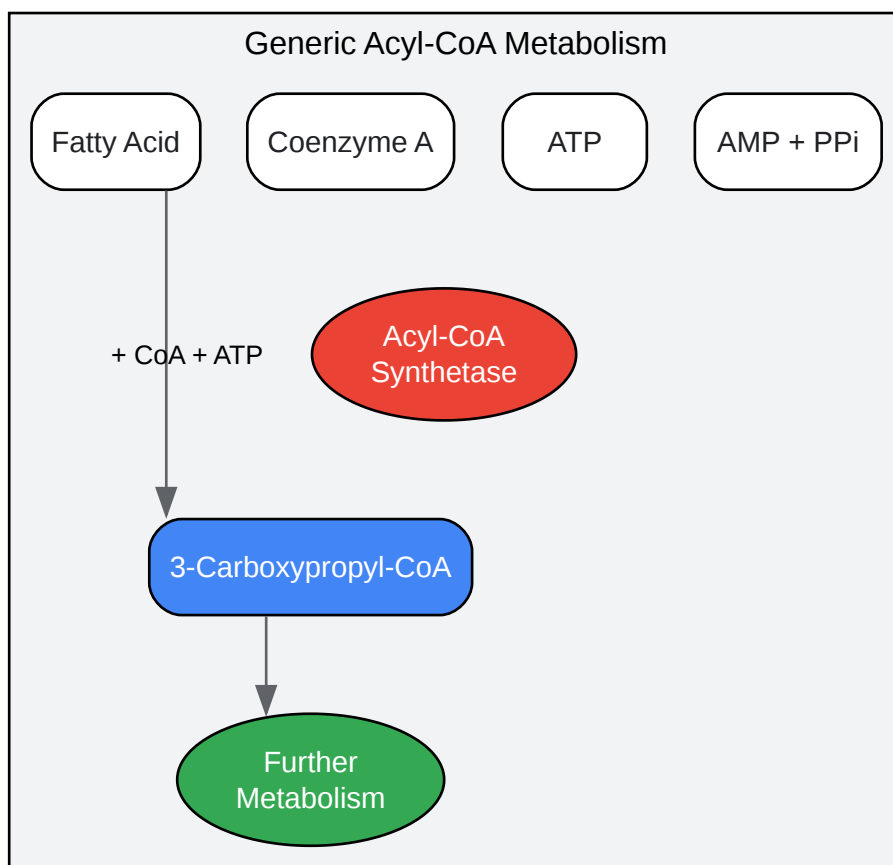 Generic Acyl-CoA Metabolism
Fatty Acid
Coenzyme A
ATP
AMP + PPi
+ CoA + ATP
Acyl-CoA
Synthetase
3-Carboxypropyl-CoA
Further
Metabolism